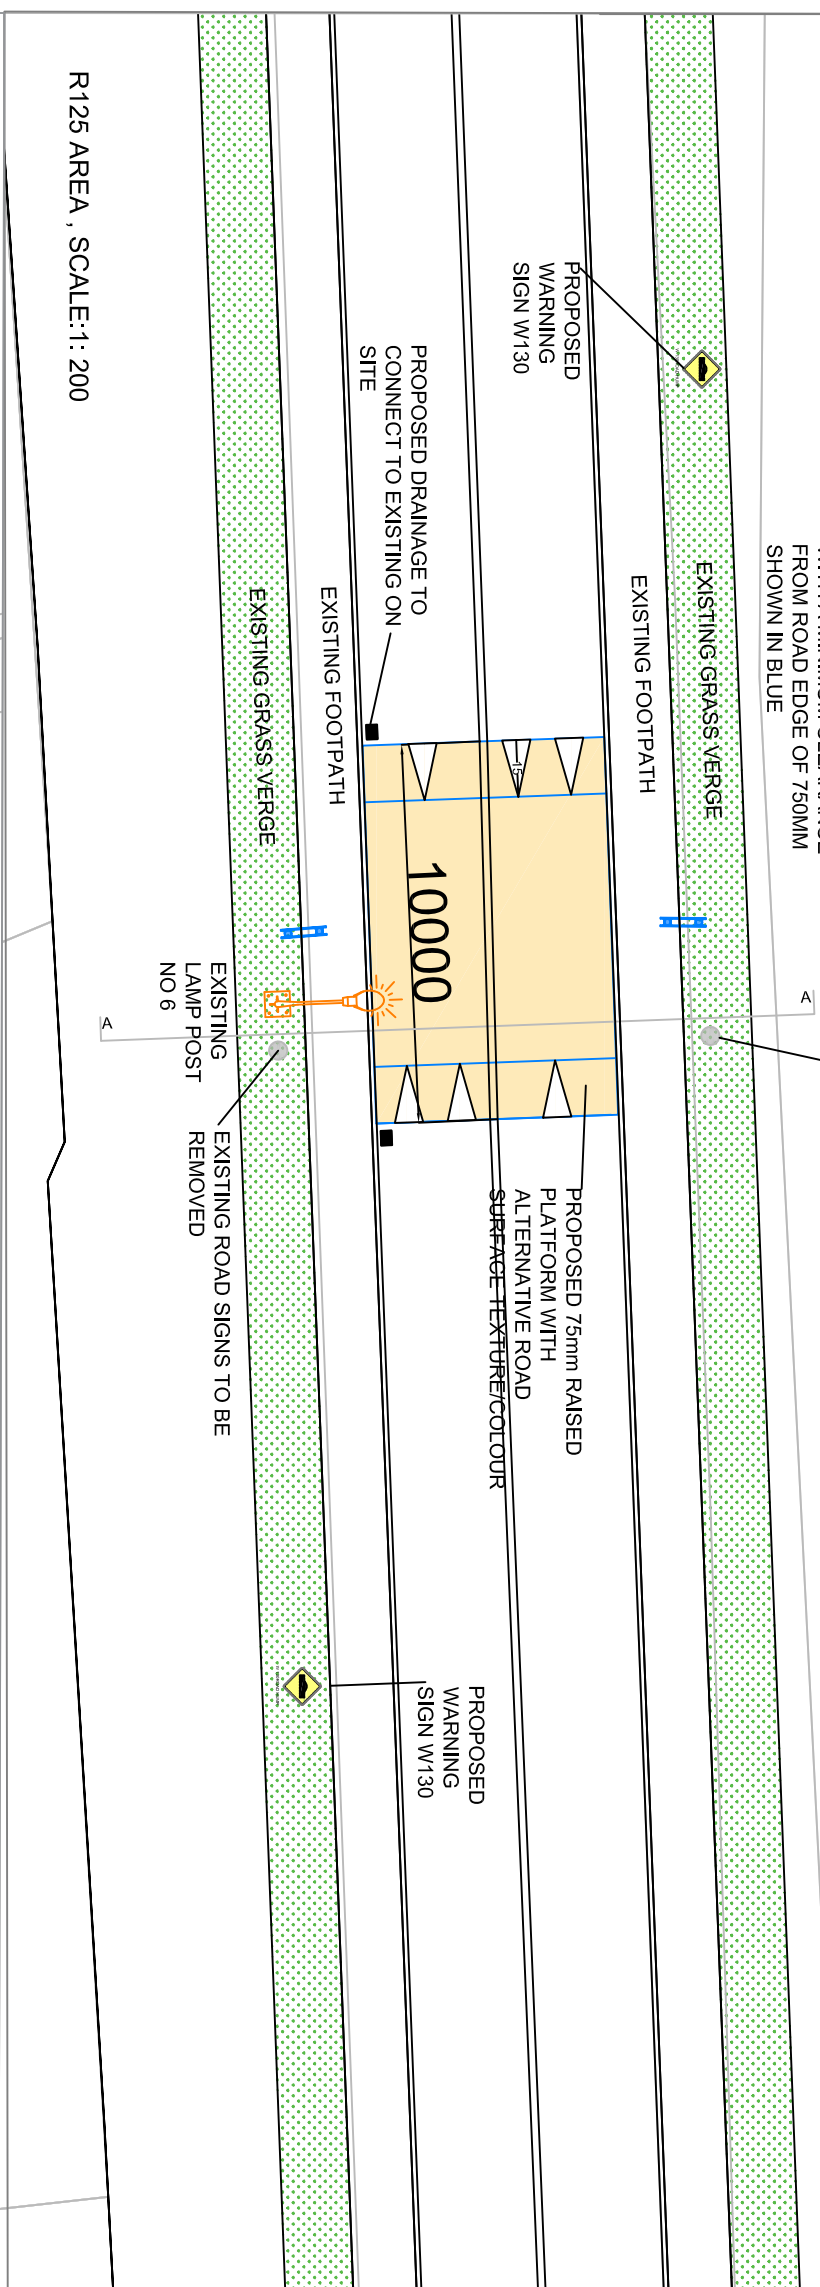 FROM ROAD EDGE OF 750MM
SHOWN IN BLUE
PROPOSED
WARNING
SIGN W130
EXISTING GRASS VERGE
EXISTING FOOTPATH
PROPOSED DRAINAGE TO
CONNECT TO EXISTING ON
SITE
EXISTING FOOTPATH
EXISTING GRASS VERGE
R125 AREA , SCALE:1: 200
10000
A
A
EXISTING
LAMP POST
NO 6
EXISTING ROAD SIGNS TO BE
REMOVED
PROPOSED 75mm RAISED
PLATFORM WITH
ALTERNATIVE ROAD
SURFACE TEXTURE/COLOUR
PROPOSED
WARNING
SIGN W130